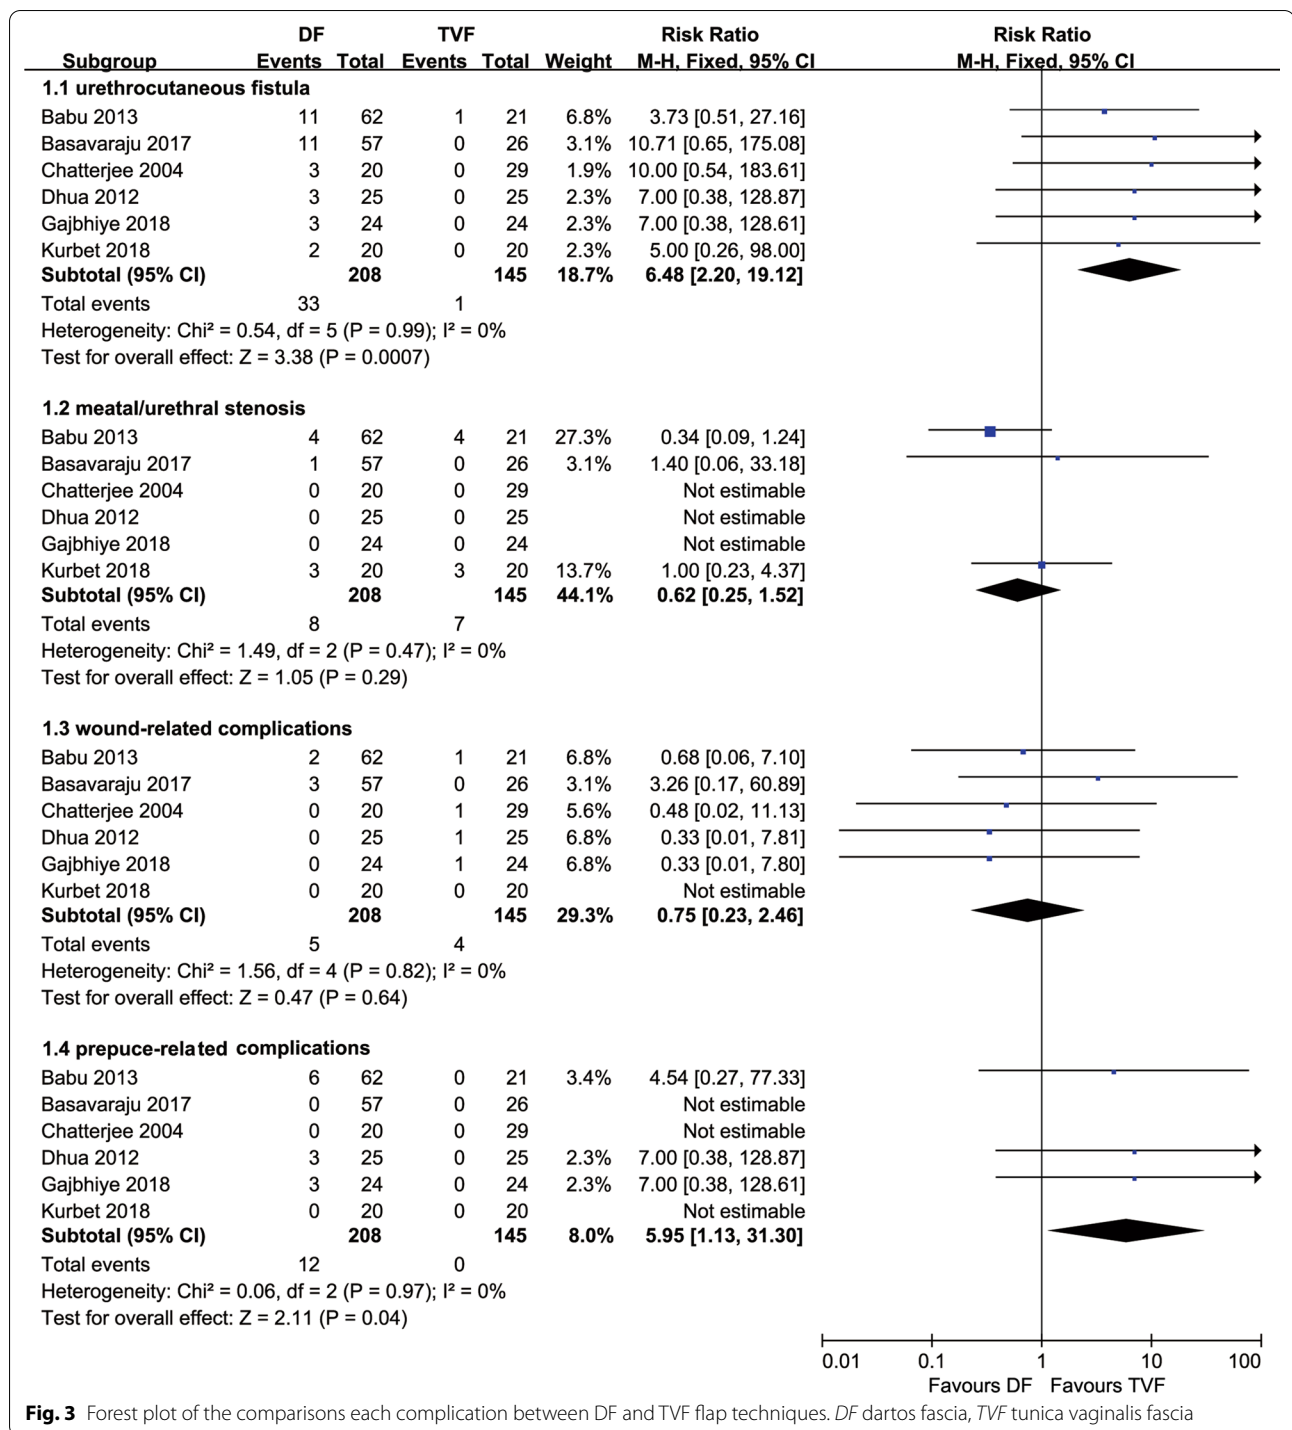 DF TVF Risk Ratio Risk Ratio
Subgroup Events Total Events Total Weight M-H, Fixed, 95% CI M-H, Fixed, 95% CI
1.1 urethrocutaneous fistula
Babu 2013 11 62 1 21 6.8% 3.73 [0.51, 27.16]
Basavaraju 2017 11 57 0 26 3.1% 10.71 [0.65, 175.08]
Chatterjee 2004 3 20 0 29 1.9% 10.00 [0.54, 183.61]
Dhua 2012 3 25 0 25 2.3% 7.00 [0.38, 128.87]
Gajbhiye 2018 3 24 0 24 2.3% 7.00 [0.38, 128.61]
Kurbet 2018 2 20 0 20 2.3% 5.00 [0.26, 98.00]
Subtotal (95% CI) 208 145 18.7% 6.48 [2.20, 19.12]
Total events 33 1
Heterogeneity: Chi² = 0.54, df = 5 (P = 0.99); I² = 0%
Test for overall effect: Z = 3.38 (P = 0.0007)
1.2 meatal/urethral stenosis
Babu 2013 4 62 4 21 27.3% 0.34 [0.09, 1.24]
Basavaraju 2017 1 57 0 26 3.1% 1.40 [0.06, 33.18]
Chatterjee 2004 0 20 0 29 Not estimable
Dhua 2012 0 25 0 25 Not estimable
Gajbhiye 2018 0 24 0 24 Not estimable
Kurbet 2018 3 20 3 20 13.7% 1.00 [0.23, 4.37]
Subtotal (95% CI) 208 145 44.1% 0.62 [0.25, 1.52]
Total events 8 7
Heterogeneity: Chi² = 1.49, df = 2 (P = 0.47); I² = 0%
Test for overall effect: Z = 1.05 (P = 0.29)
1.3 wound-related complications
Babu 2013 2 62 1 21 6.8% 0.68 [0.06, 7.10]
Basavaraju 2017 3 57 0 26 3.1% 3.26 [0.17, 60.89]
Chatterjee 2004 0 20 1 29 5.6% 0.48 [0.02, 11.13]
Dhua 2012 0 25 1 25 6.8% 0.33 [0.01, 7.81]
Gajbhiye 2018 0 24 1 24 6.8% 0.33 [0.01, 7.80]
Kurbet 2018 0 20 0 20 Not estimable
Subtotal (95% CI) 208 145 29.3% 0.75 [0.23, 2.46]
Total events 5 4
Heterogeneity: Chi² = 1.56, df = 4 (P = 0.82); I² = 0%
Test for overall effect: Z = 0.47 (P = 0.64)
1.4 prepuce-related complications
Babu 2013 6 62 0 21 3.4% 4.54 [0.27, 77.33]
Basavaraju 2017 0 57 0 26 Not estimable
Chatterjee 2004 0 20 0 29 Not estimable
Dhua 2012 3 25 0 25 2.3% 7.00 [0.38, 128.87]
Gajbhiye 2018 3 24 0 24 2.3% 7.00 [0.38, 128.61]
Kurbet 2018 0 20 0 20 Not estimable
Subtotal (95% CI) 208 145 8.0% 5.95 [1.13, 31.30]
Total events 12 0
Heterogeneity: Chi² = 0.06, df = 2 (P = 0.97); I² = 0%
Test for overall effect: Z = 2.11 (P = 0.04)
0.01 0.1 1 10 100
Favours DF Favours TVF
Fig. 3 Forest plot of the comparisons each complication between DF and TVF flap techniques. DF dartos fascia, TVF tunica vaginalis fascia